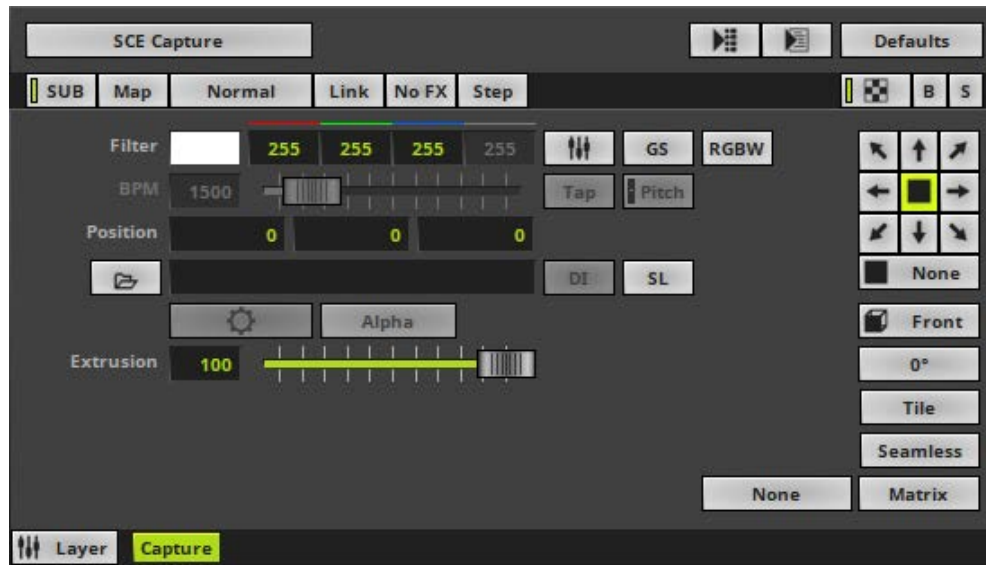 SCE Capture Defaults
SUB Map Normal Link No FX Step B S
Filter 255 255 255 255 GS RGBW
BPM 1500 Tap Pitch
Position 0 0 0
DI SL None
Alpha Front
Extrusion 100 0°
Tile
Seamless
None Matrix
Layer Capture